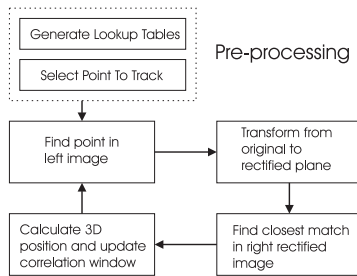 Generate Lookup Tables
Pre-processing
Select Point To Track
Find point in
left image
Transform from
original to
rectified plane
Calculate 3D
position and update
correlation window
Find closest match
in right rectified
image